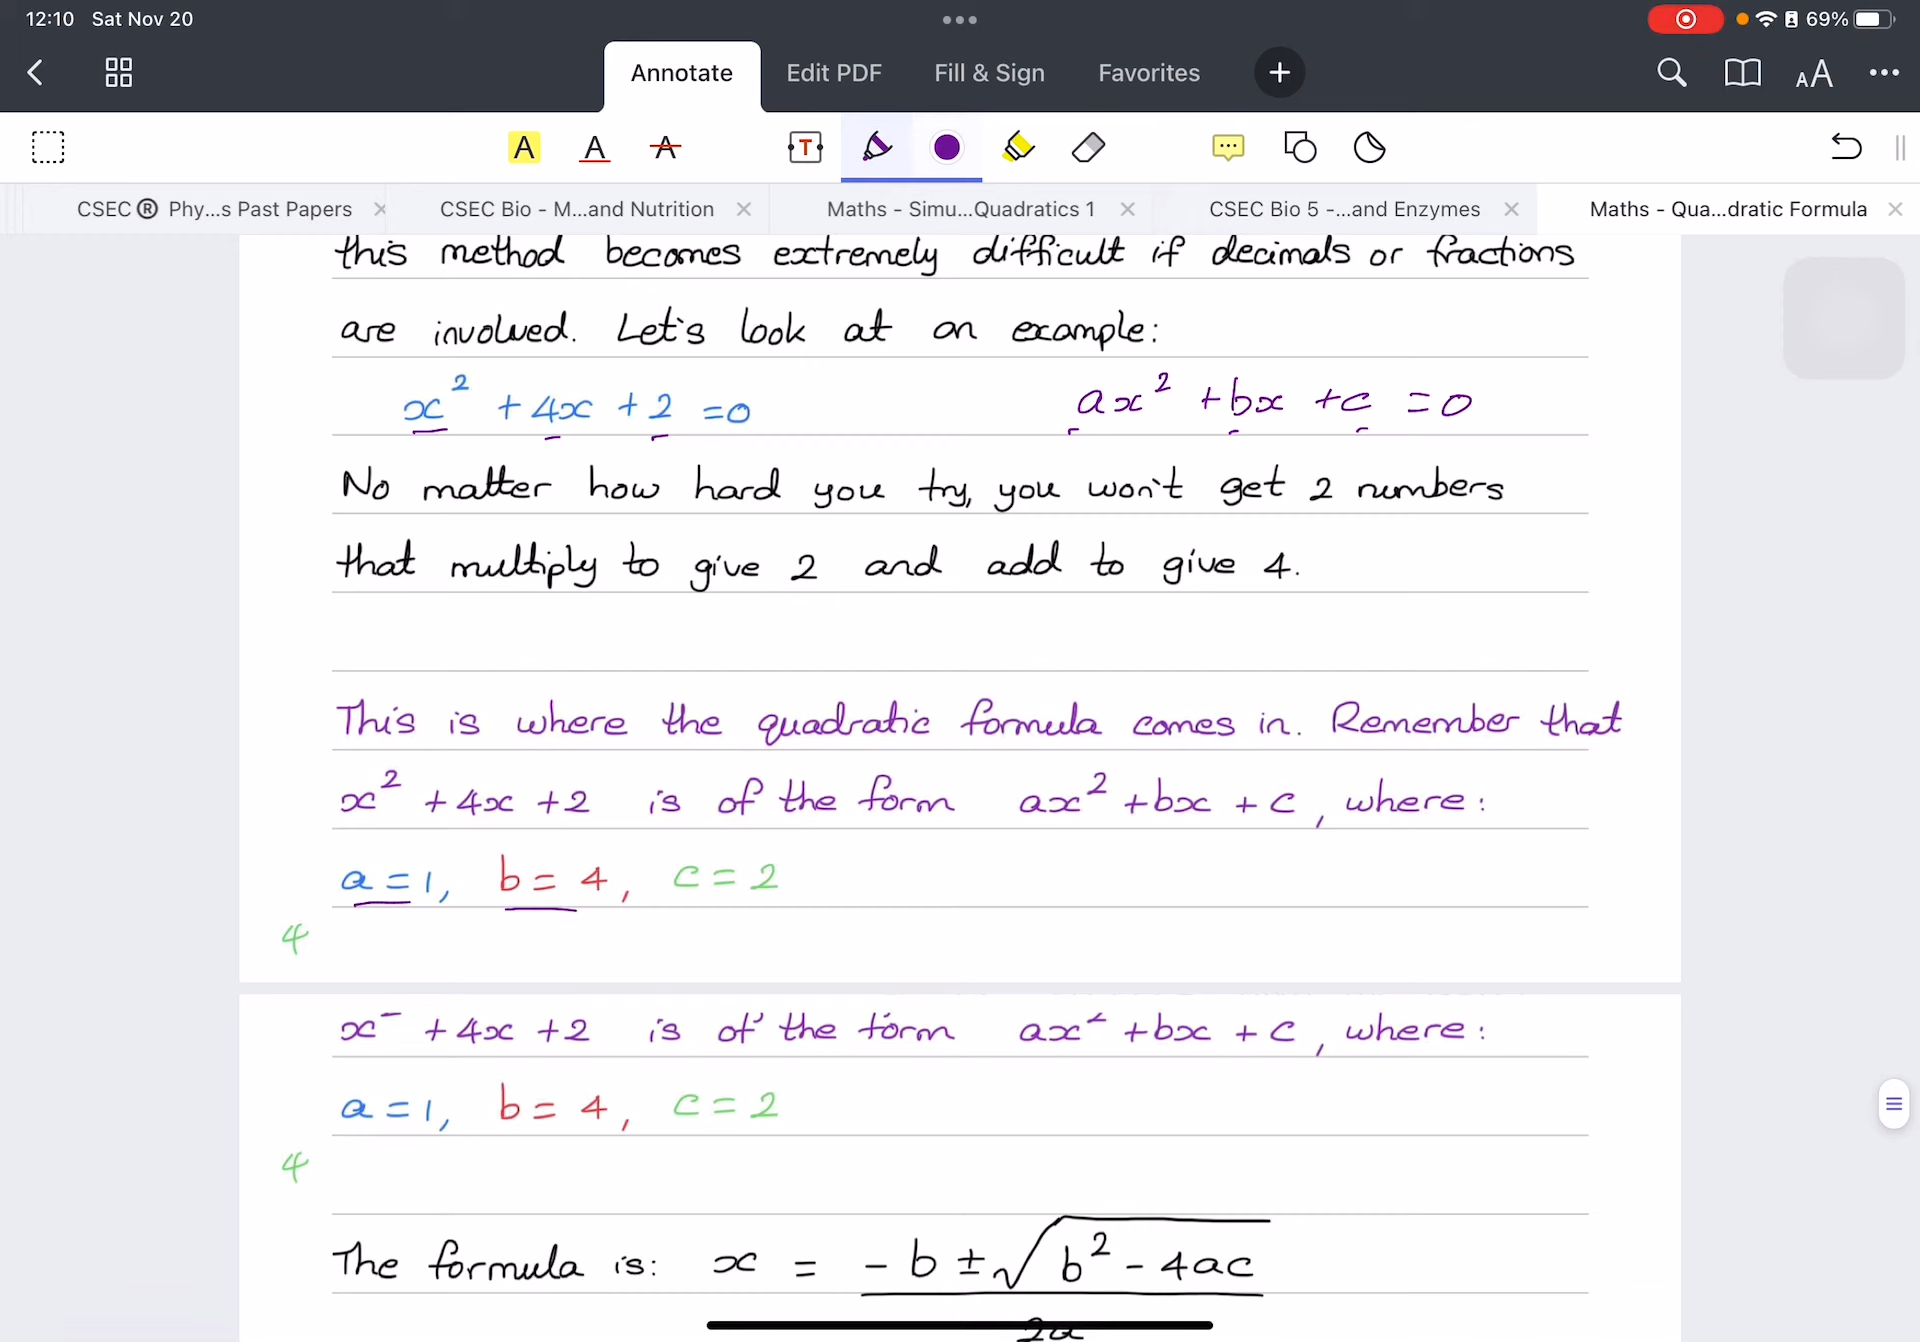 12:10 Sat Nov 20
69%
Annotate Edit PDF Fill & Sign Favorites
A A A T AA
CSEC® Phy...s Past Papers CSEC Bio - M...and Nutrition Maths - Simu...Quadratics 1 CSEC Bio 5 -...and Enzymes Maths - Qua...dratic Formula
this method becomes extremely difficult if decimals or fractions
are involved. Let's look at an example:
x² + 4x + 2 = 0 ax² + bx + c = 0
No matter how hard you try, you won't get 2 numbers
that multiply to give 2 and add to give 4.
This is where the quadratic formula comes in. Remember that
x² + 4x + 2 is of the form ax² + bx + c, where:
a = 1, b = 4, c = 2
4
x² + 4x + 2 is of the form ax² + bx + c, where:
a = 1, b = 4, c = 2
4
The formula is: x = - b ± √b² - 4ac
2a